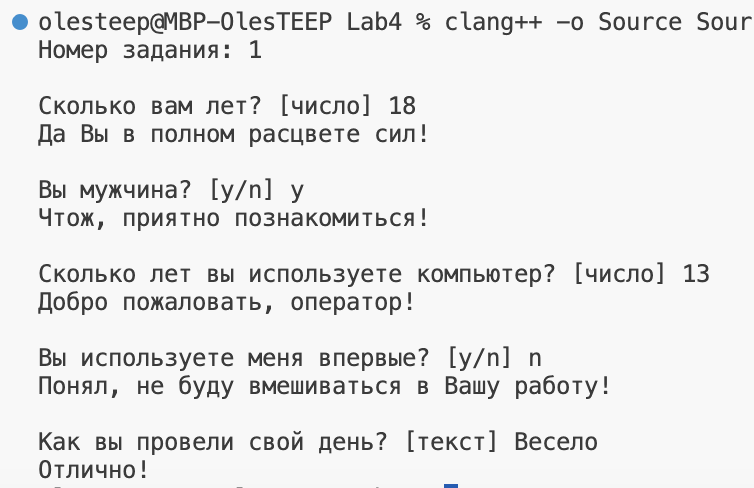 olesteep@MBP-OlesTEEP Lab4 % clang++ -o Source Sour
Номер задания: 1
Сколько вам лет? [число] 18
Да Вы в полном расцвете сил!
Вы мужчина? [y/n] y
Чтож, приятно познакомиться!
Сколько лет вы используете компьютер? [число] 13
Добро пожаловать, оператор!
Вы используете меня впервые? [y/n] n
Понял, не буду вмешиваться в Вашу работу!
Как вы провели свой день? [текст] Весело
Отлично!